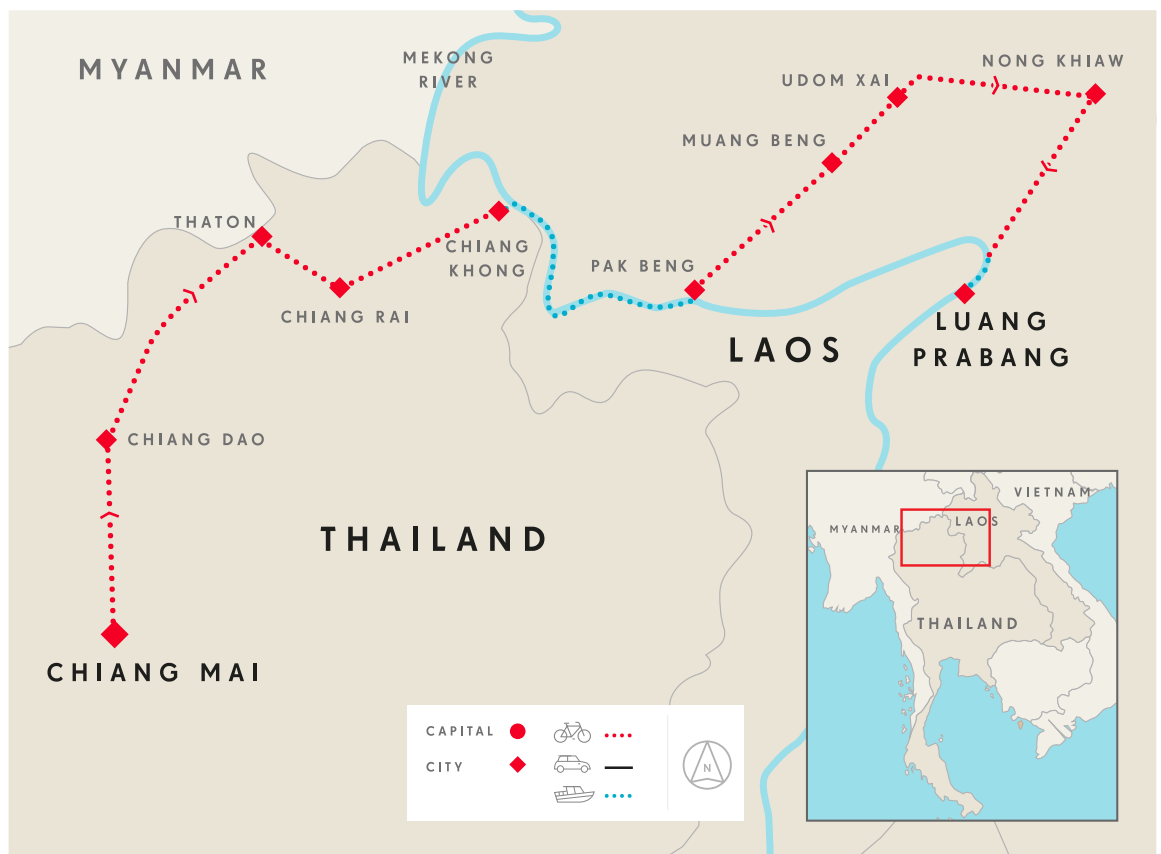 MYANMAR
MEKONG
RIVER
NONG KHIAW
UDOM XAI
MUANG BENG
THATON
CHIANG
KHONG
PAK BENG
CHIANG RAI
LUANG
PRABANG
LAOS
CHIANG DAO
THAILAND
CHIANG MAI
VIETNAM
LAOS
MYANMAR
THAILAND
CAPITAL
CITY
N